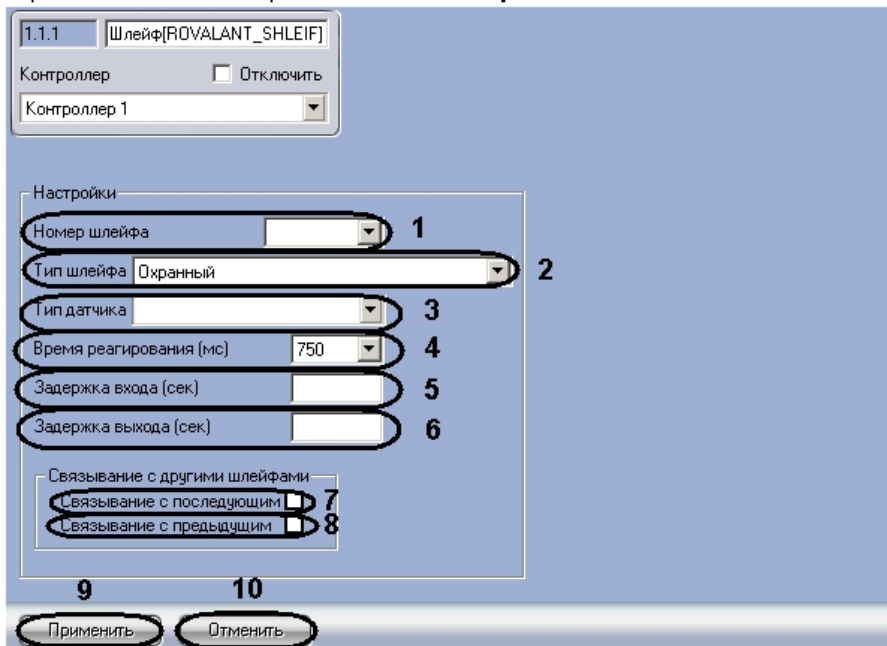 1.1.1 Шлейф[ROVALANT_SHLEIF]
Контроллер Отключить
Контроллер 1
Настройки
Номер шлейфа 1
Тип шлейфа Охранный 2
Тип датчика 3
Время реагирования (мс) 750 4
Задержка входа (сек) 5
Задержка выхода (сек) 6
Связывание с другими шлейфами
Связывание с последующим 7
Связывание с предыдущим 8
9 10
Применить Отменить